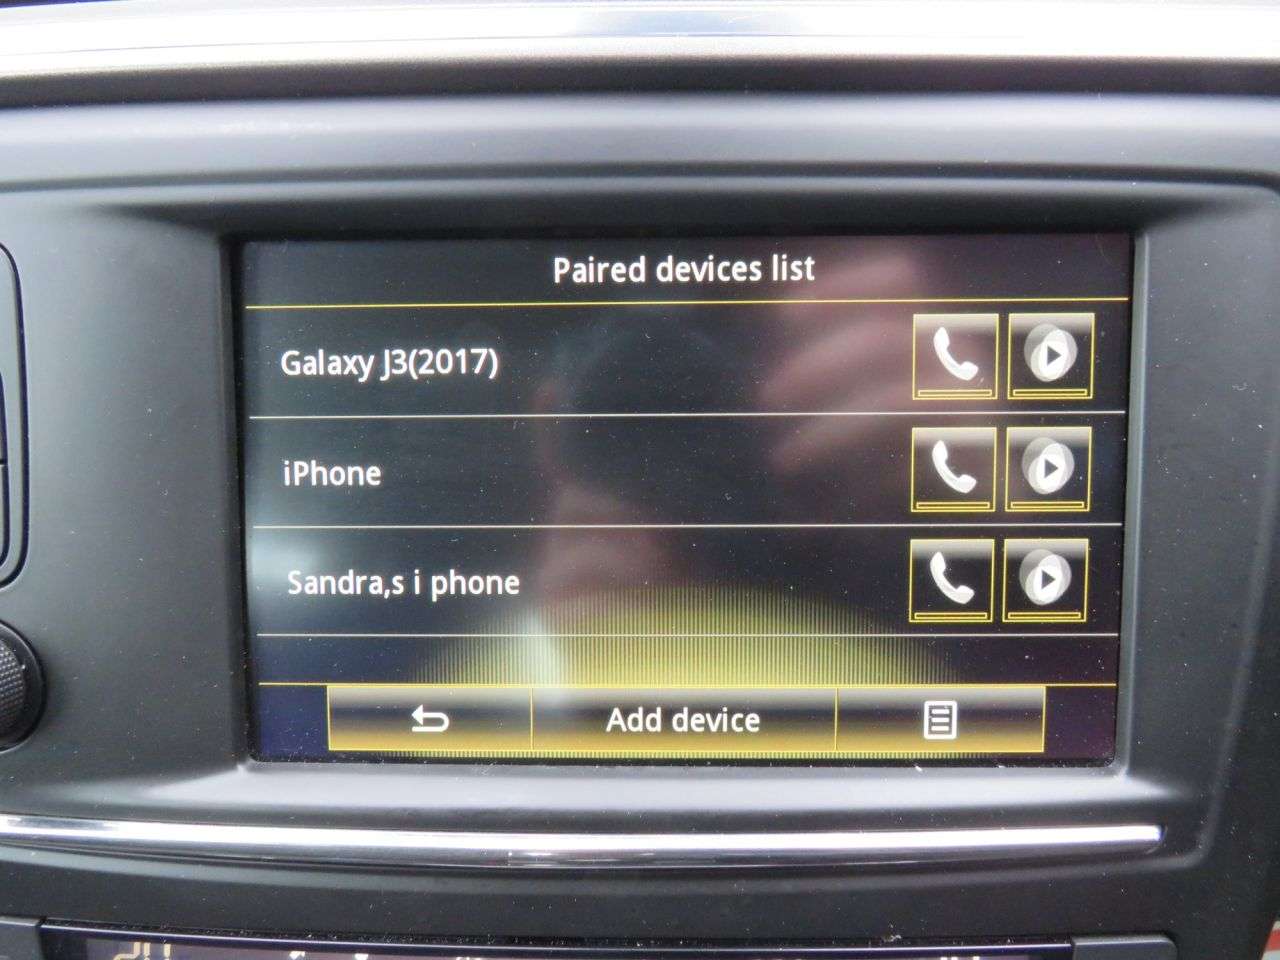 Paired devices list
Galaxy J3(2017)
iPhone
Sandra,s i phone
Add device